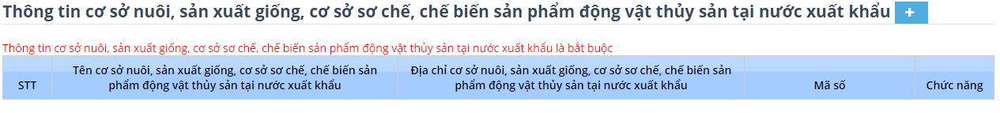 Thông tin cơ sở nuôi, sản xuất giống, cơ sở sơ chế, chế biến sản phẩm động vật thủy sản tại nước xuất khẩu +
Thông tin cơ sở nuôi, sản xuất giống, cơ sở sơ chế, chế biến sản phẩm động vật thủy sản tại nước xuất khẩu là bắt buộc
STT
Tên cơ sở nuôi, sản xuất giống, cơ sở sơ chế, chế biến sản
phẩm động vật thủy sản tại nước xuất khẩu
Địa chỉ cơ sở nuôi, sản xuất giống, cơ sở sơ chế, chế biến sản
phẩm động vật thủy sản tại nước xuất khẩu
Mã số
Chức năng